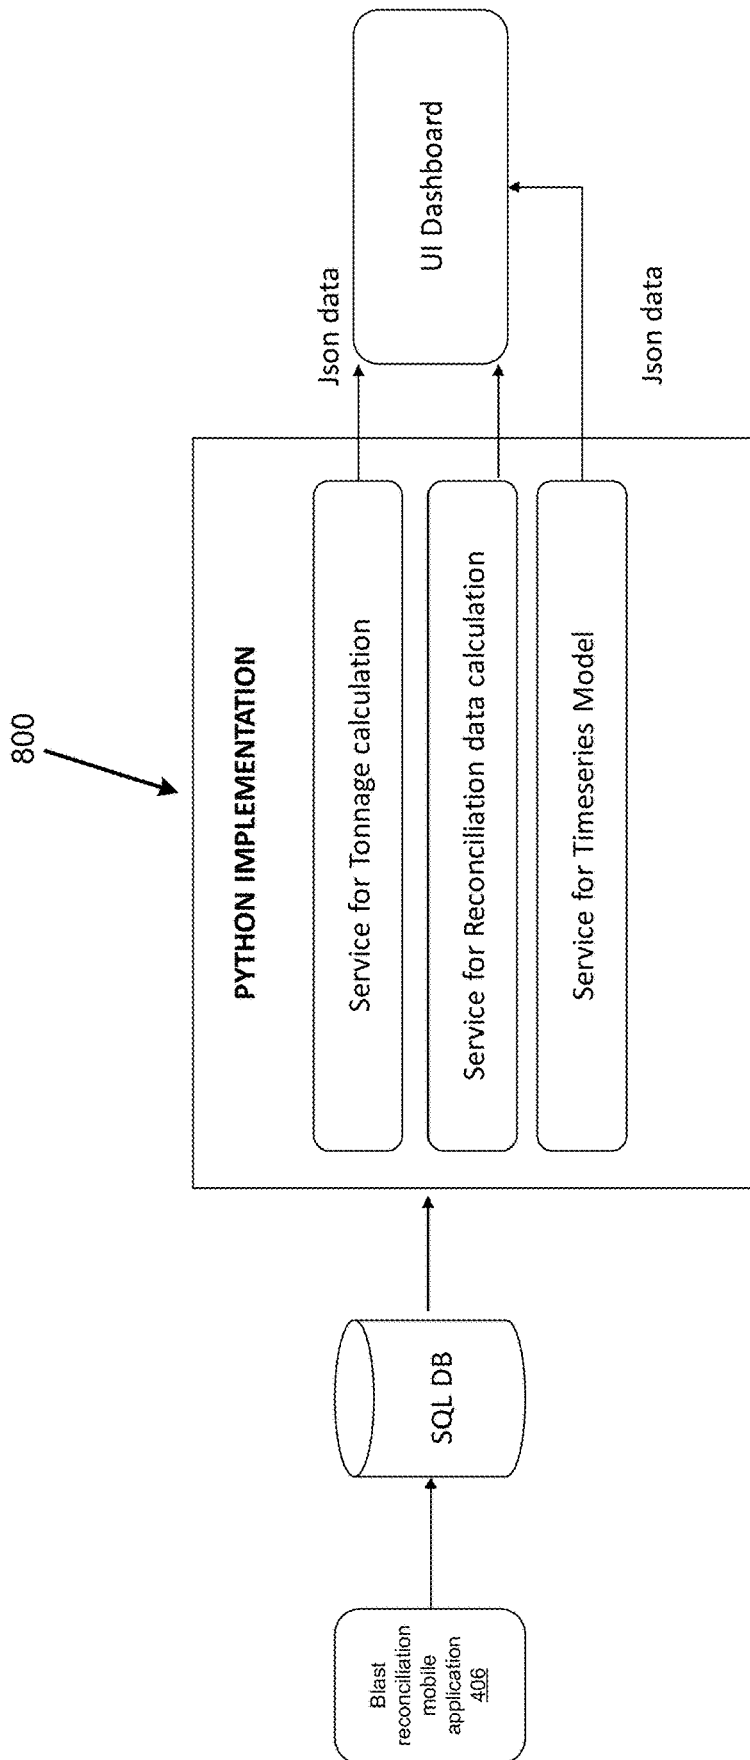 800
PYTHON IMPLEMENTATION
Blast
reconciliation
mobile
application
406
SQL DB
Service for Tonnage calculation
Service for Reconciliation data calculation
Service for Timeseries Model
Json data
UI Dashboard
Json data